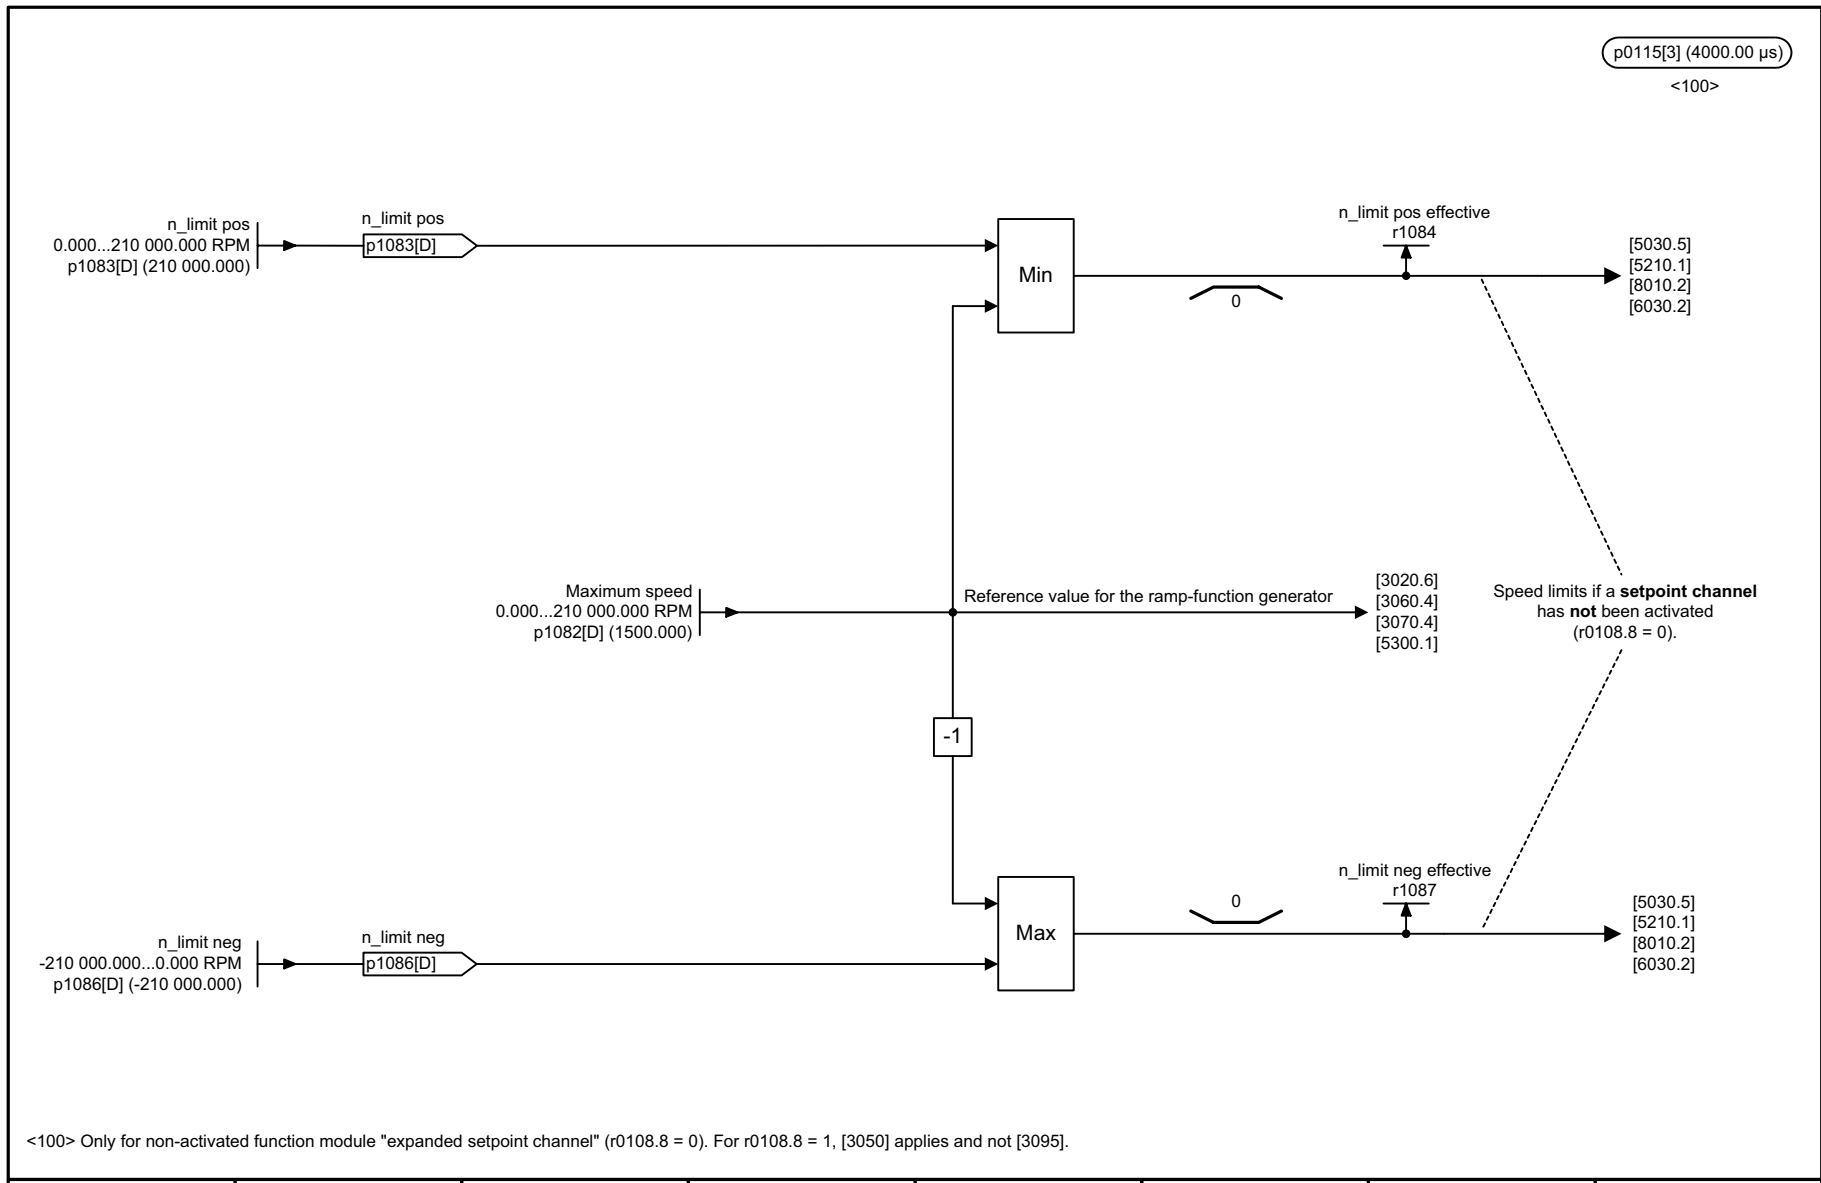 p0115[3] (4000.00 µs)
<100>
n_limit pos
0.000...210 000.000 RPM
p1083[D] (210 000.000)
n_limit pos
p1083[D]
Min
0
n_limit pos effective
r1084
[5030.5]
[5210.1]
[8010.2]
[6030.2]
Maximum speed
0.000...210 000.000 RPM
p1082[D] (1500.000)
Reference value for the ramp-function generator
[3020.6]
[3060.4]
[3070.4]
[5300.1]
Speed limits if a setpoint channel
has not been activated
(r0108.8 = 0).
-1
n_limit neg
-210 000.000...0.000 RPM
p1086[D] (-210 000.000)
n_limit neg
p1086[D]
Max
0
n_limit neg effective
r1087
[5030.5]
[5210.1]
[8010.2]
[6030.2]
<100> Only for non-activated function module "expanded setpoint channel" (r0108.8 = 0). For r0108.8 = 1, [3050] applies and not [3095].